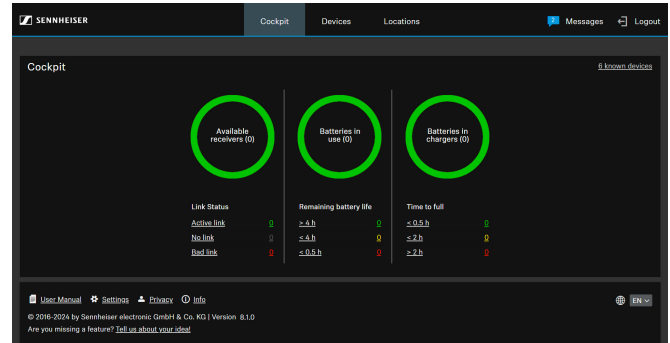 SENNHEISER Cockpit Devices Locations 2 Messages Logout
Cockpit 6 known devices
Available receivers (0)
Batteries in use (0)
Batteries in chargers (0)
Link Status
Active link 0
No link 0
Bad link 0
Remaining battery life
> 4 h 0
≤ 4 h 0
≤ 0,5 h 0
Time to full
≤ 0,5 h 0
≤ 2 h 0
> 2 h 0
User Manual Settings Privacy Info EN
© 2016-2024 by Sennheiser electronic GmbH & Co. KG | Version 8.1.0
Are you missing a feature? Tell us about your idea!